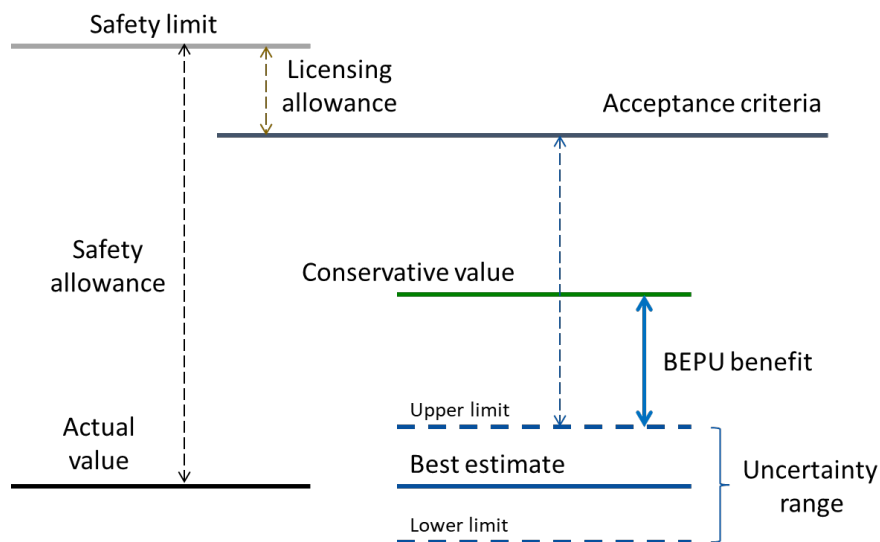 Safety limit
Licensing
allowance
Acceptance criteria
Safety
allowance
Conservative value
BEPU benefit
Upper limit
Actual
value
Best estimate
Uncertainty
range
Lower limit